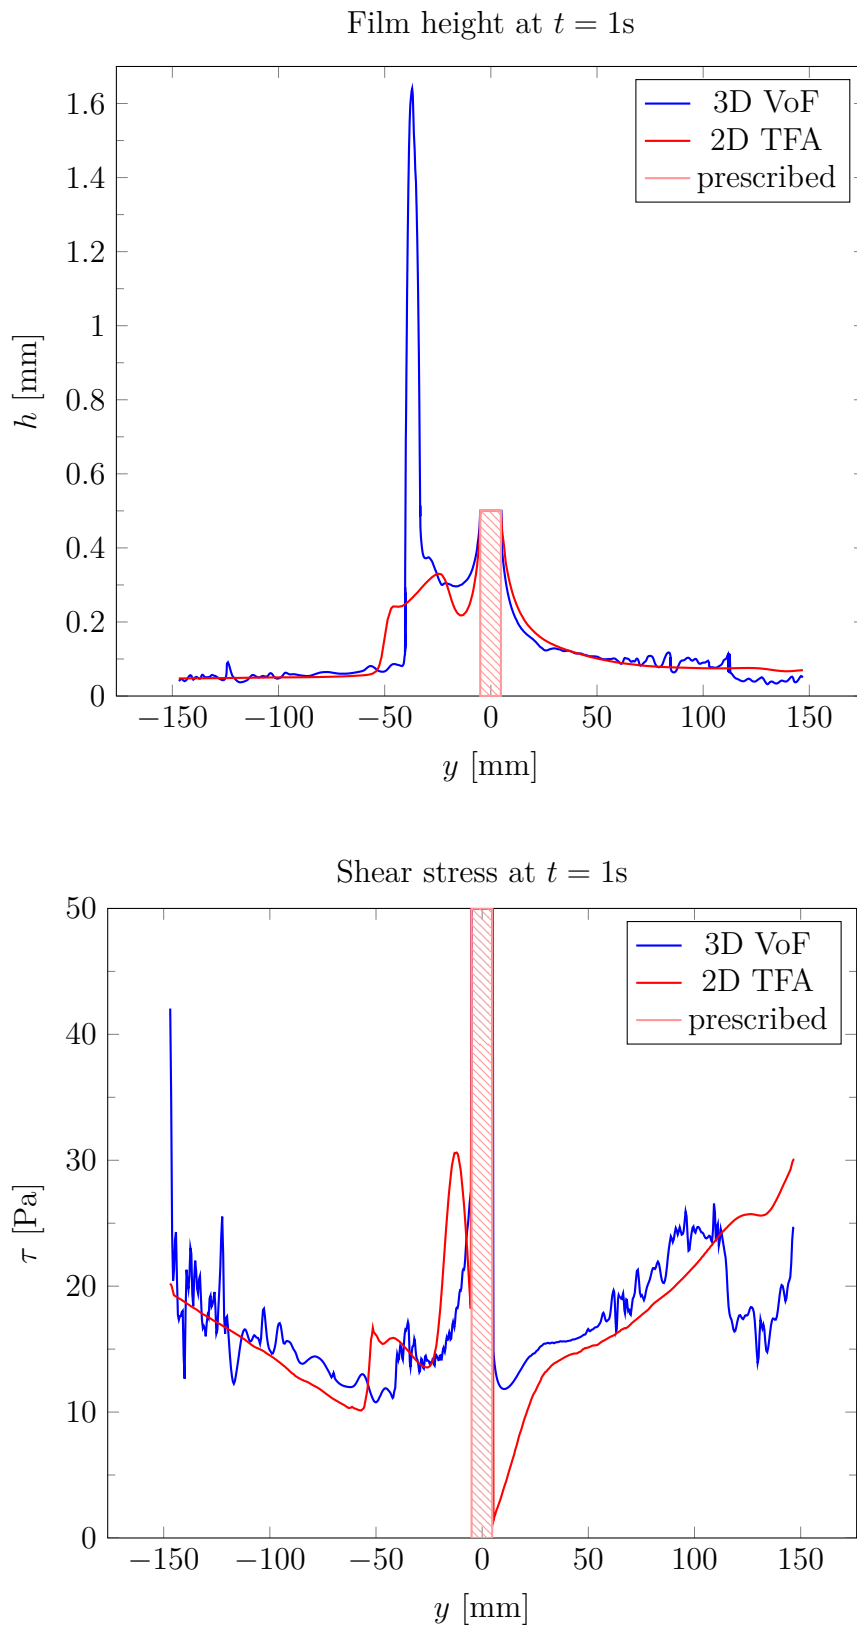 Film height at t = 1s
3D VoF
2D TFA
prescribed
1.6
1.4
1.2
1
0.8
0.6
0.4
0.2
0
h [mm]
−150 −100 −50 0 50 100 150
y [mm]
Shear stress at t = 1s
3D VoF
2D TFA
prescribed
50
40
30
20
10
0
τ [Pa]
−150 −100 −50 0 50 100 150
y [mm]